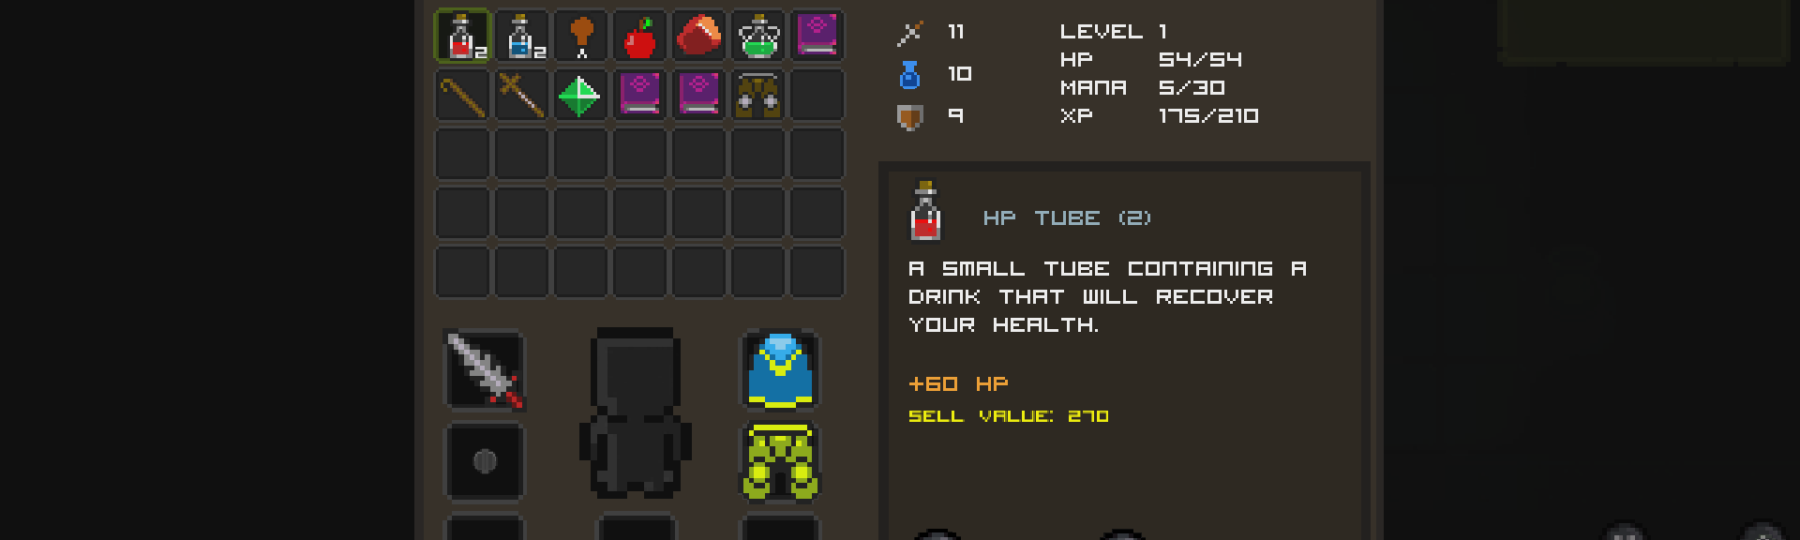 2 2
11
10
9
LEVEL 1
HP 54/54
MANA 5/30
XP 175/210
HP TUBE (2)
A SMALL TUBE CONTAINING A
DRINK THAT WILL RECOVER
YOUR HEALTH.
+60 HP
SELL VALUE: 270